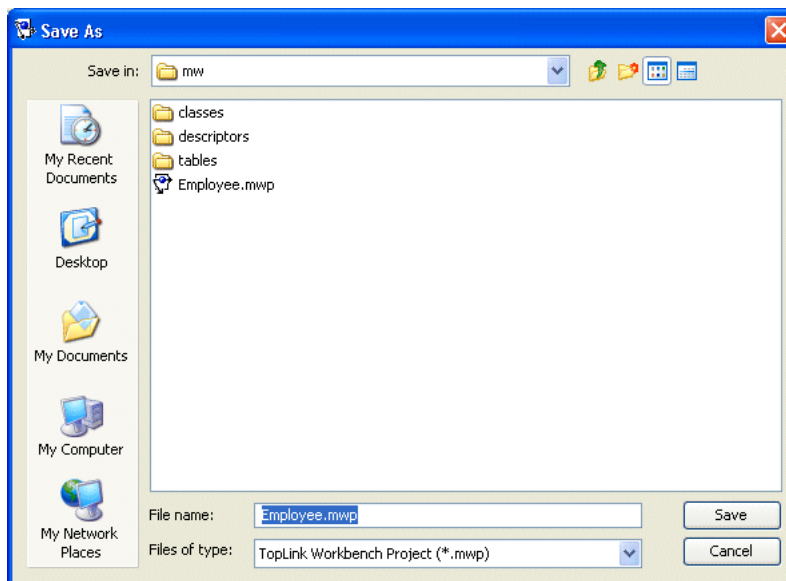 Save As
Save in:
mw
classes
descriptors
tables
Employee.mwp
My Recent
Documents
Desktop
My Documents
My Computer
My Network
Places
File name:
Employee.mwp
Save
Files of type:
TopLink Workbench Project (*.mwp)
Cancel